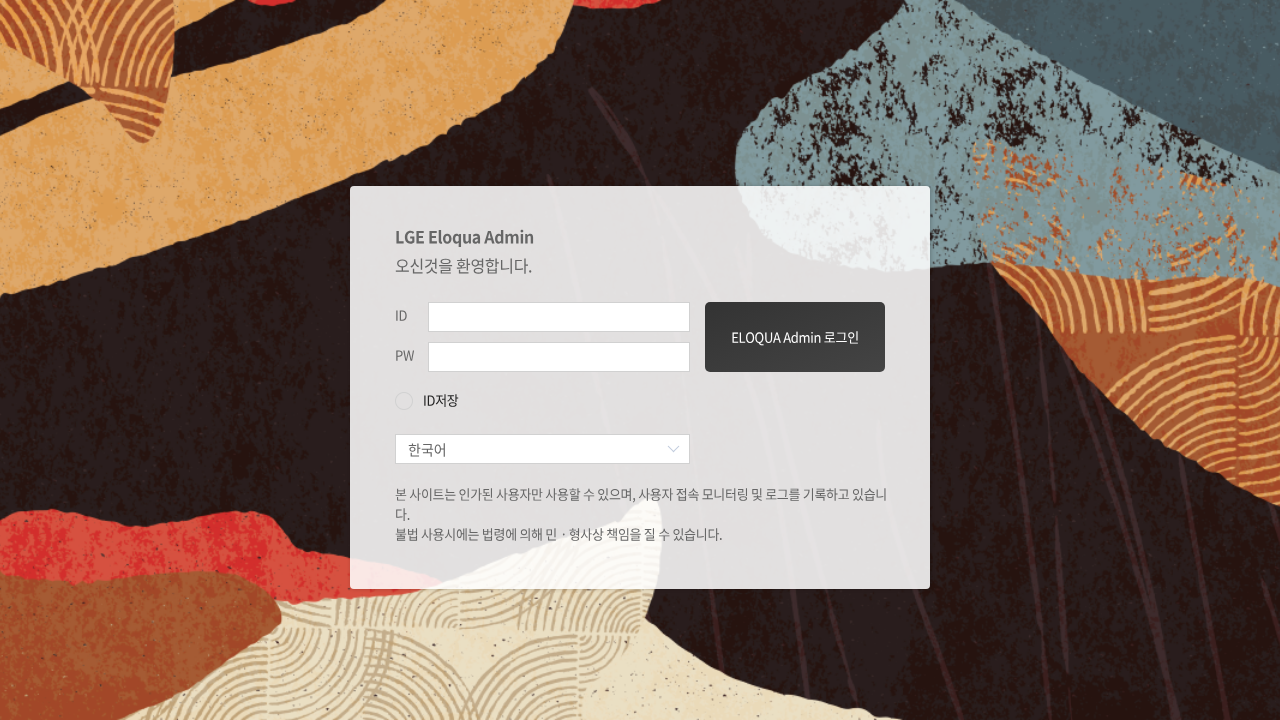 LGE Eloqua Admin
오신것을 환영합니다.
ID
ELOQUA Admin 로그인
PW
ID저장
한국어
본 사이트는 인가된 사용자만 사용할 수 있으며, 사용자 접속 모니터링 및 로그를 기록하고 있습니
다.
불법 사용시에는 법령에 의해 민ㆍ형사상 책임을 질 수 있습니다.